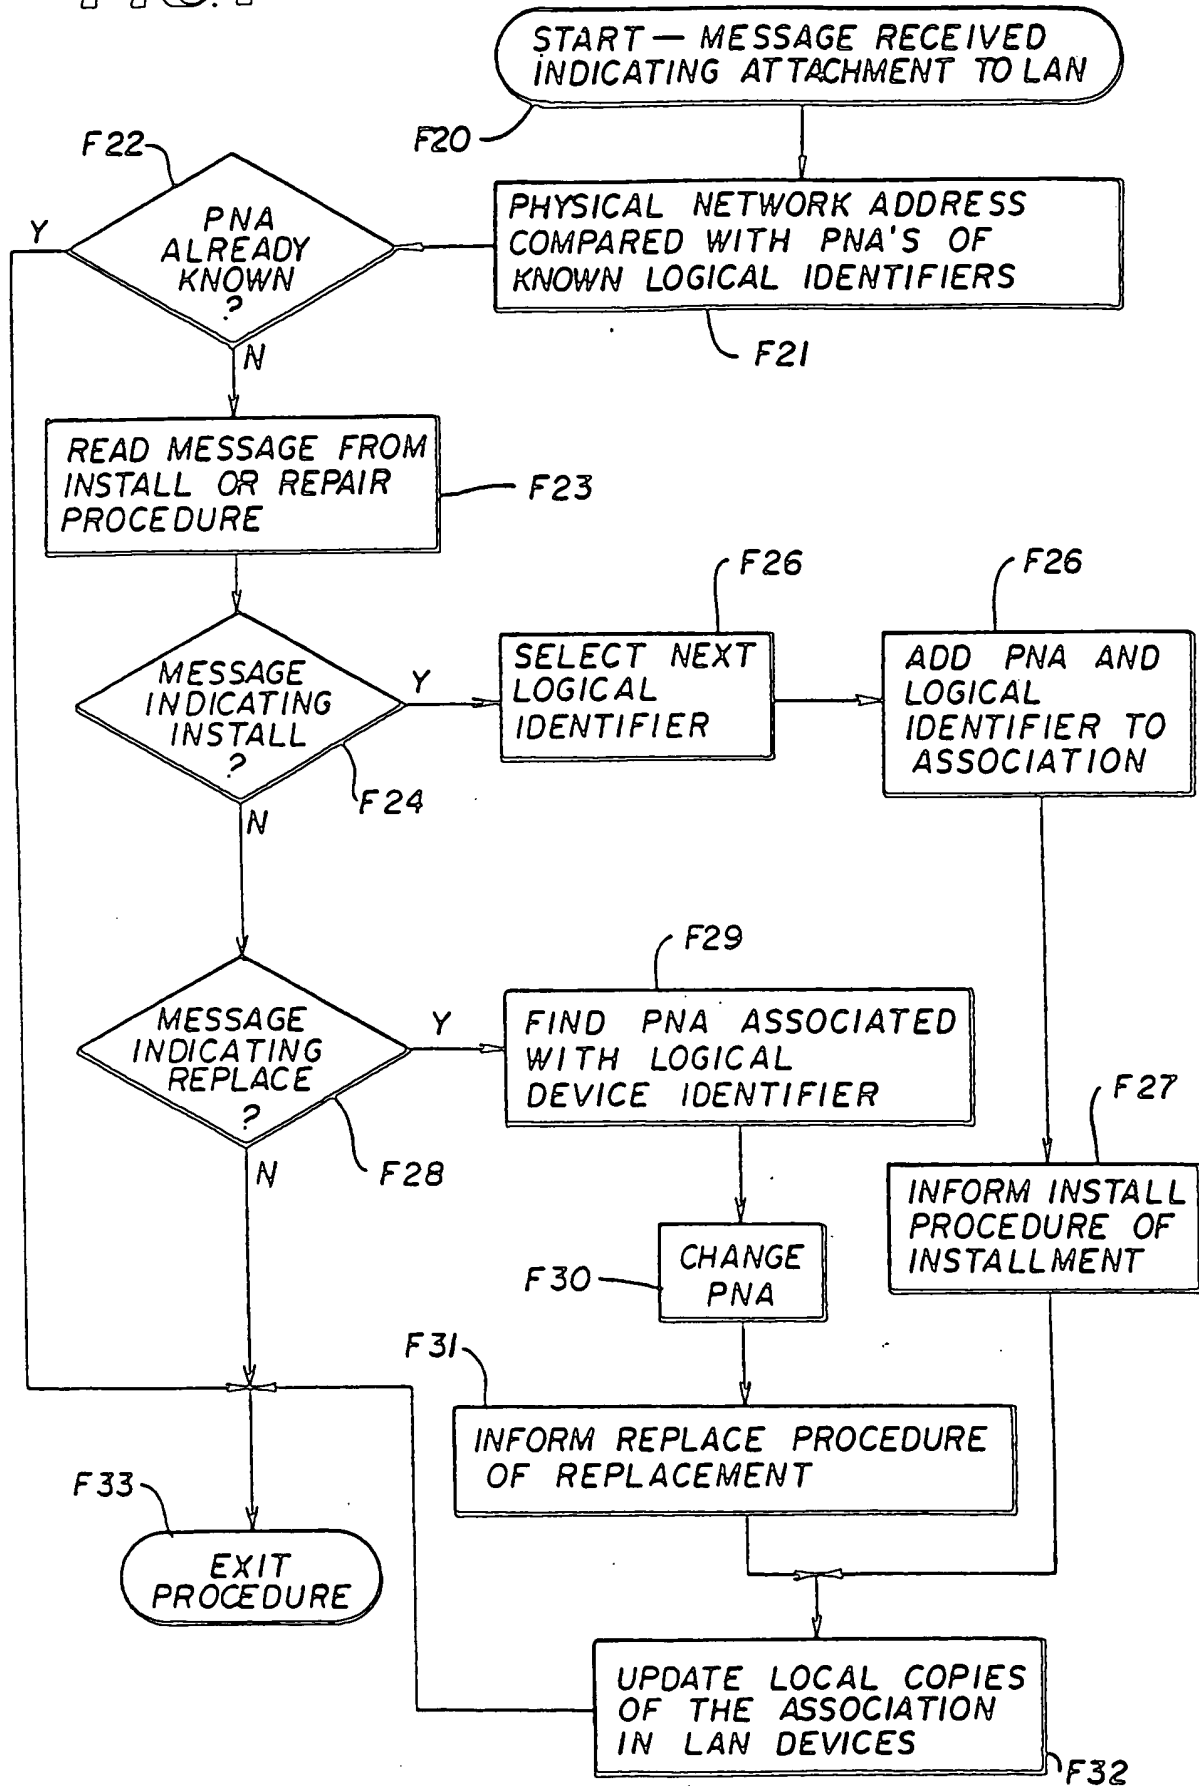 START — MESSAGE RECEIVED
INDICATING ATTACHMENT TO LAN
F20
F22
PNA
ALREADY
KNOWN
?
Y
N
PHYSICAL NETWORK ADDRESS
COMPARED WITH PNA'S OF
KNOWN LOGICAL IDENTIFIERS
F21
READ MESSAGE FROM
INSTALL OR REPAIR
PROCEDURE
F23
MESSAGE
INDICATING
INSTALL
?
Y
N
F24
F26
SELECT NEXT
LOGICAL
IDENTIFIER
F26
ADD PNA AND
LOGICAL
IDENTIFIER TO
ASSOCIATION
MESSAGE
INDICATING
REPLACE
?
Y
N
F28
F29
FIND PNA ASSOCIATED
WITH LOGICAL
DEVICE IDENTIFIER
F27
INFORM INSTALL
PROCEDURE OF
INSTALLMENT
F30
CHANGE
PNA
F31
INFORM REPLACE PROCEDURE
OF REPLACEMENT
F33
EXIT
PROCEDURE
UPDATE LOCAL COPIES
OF THE ASSOCIATION
IN LAN DEVICES
F32